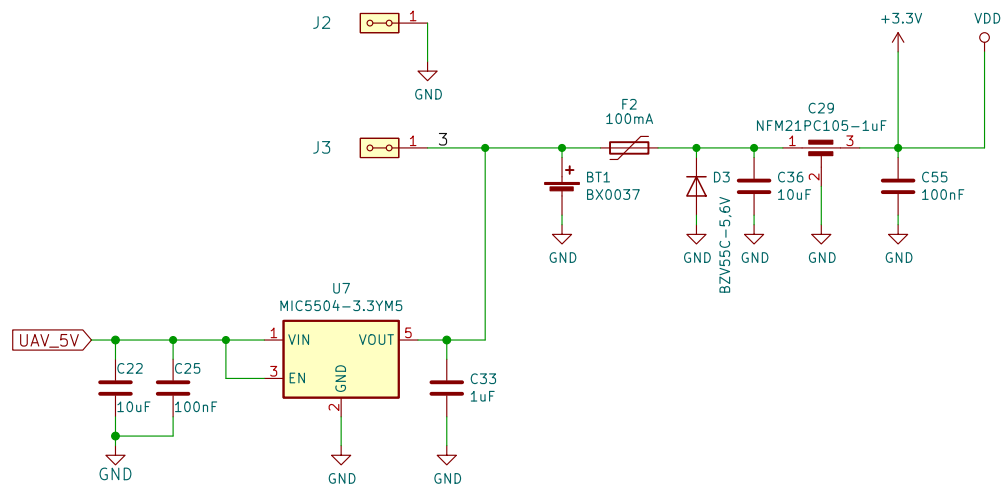 J2
1
GND
J3
1
3
F2
100mA
BT1
BX0037
GND
D3
BZV55C-5,6V
GND
C36
10uF
GND
C29
NFM21PC105-1uF
1
3
2
GND
+3.3V
VDD
C55
100nF
GND
U7
MIC5504-3.3YM5
UAV_5V
1
VIN
VOUT
5
3
EN
GND
2
GND
C22
10uF
C25
100nF
GND
C33
1uF
GND